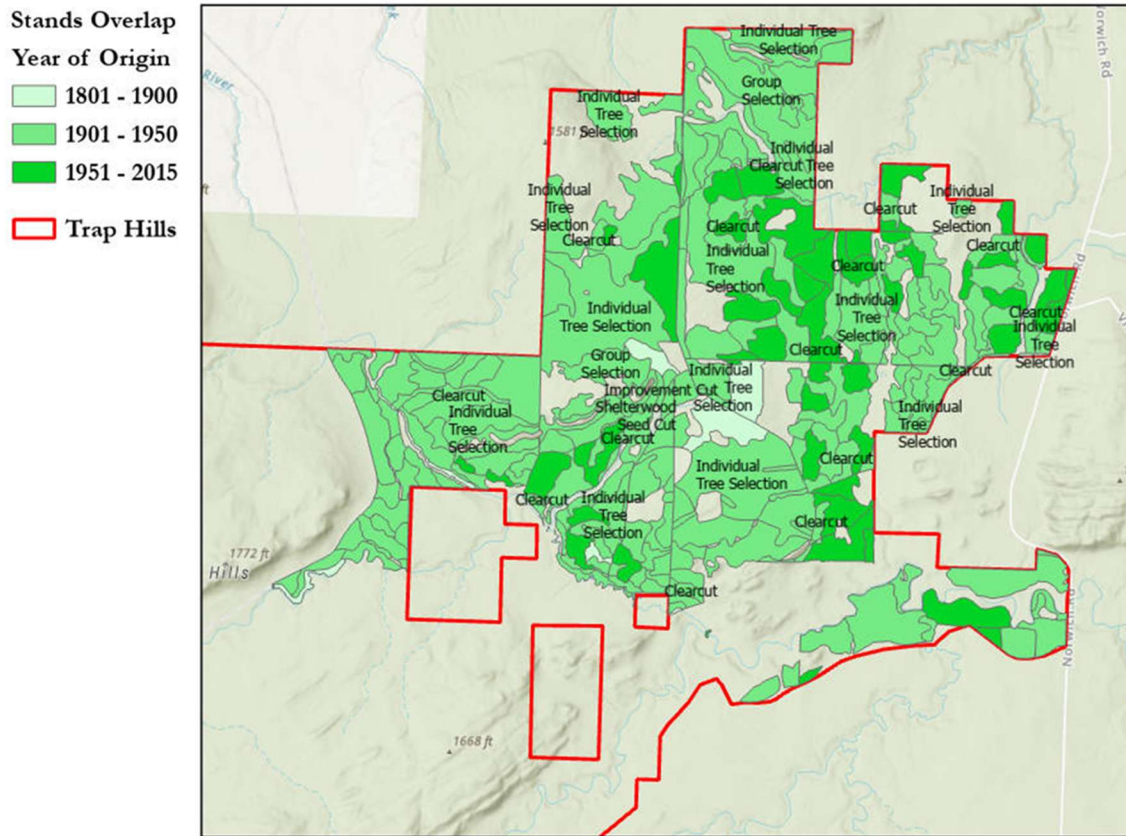 Stands Overlap
Year of Origin
1801 - 1900
1901 - 1950
1951 - 2015
Trap Hills
River
ek
ft
Norwich Rd
Individual Tree
Selection
Group
Selection
Individual
Tree
Selection
1581
Individual
Clearcut Tree
Selection
Individual
Tree
Selection
Clearcut
Clearcut
Individual
Tree
Selection
Clearcut
Individual
Tree
Selection
Clearcut
Clearcut
Individual
Tree
Selection
Individual
Tree Selection
Clearcut
Individual
Tree
Selection
Clearcut
Clearcut
Group
Selection
Individual
Tree
Selection
Improvement Cut
Shelterwood
Seed Cut
Clearcut
Clearcut
Individual
Tree
Selection
Individual
Tree
Selection
Individual
Tree Selection
Clearcut
Clearcut
Individual
Tree
Selection
Clearcut
Clearcut
1772 ft
Hills
1668 ft
Norwich Rd